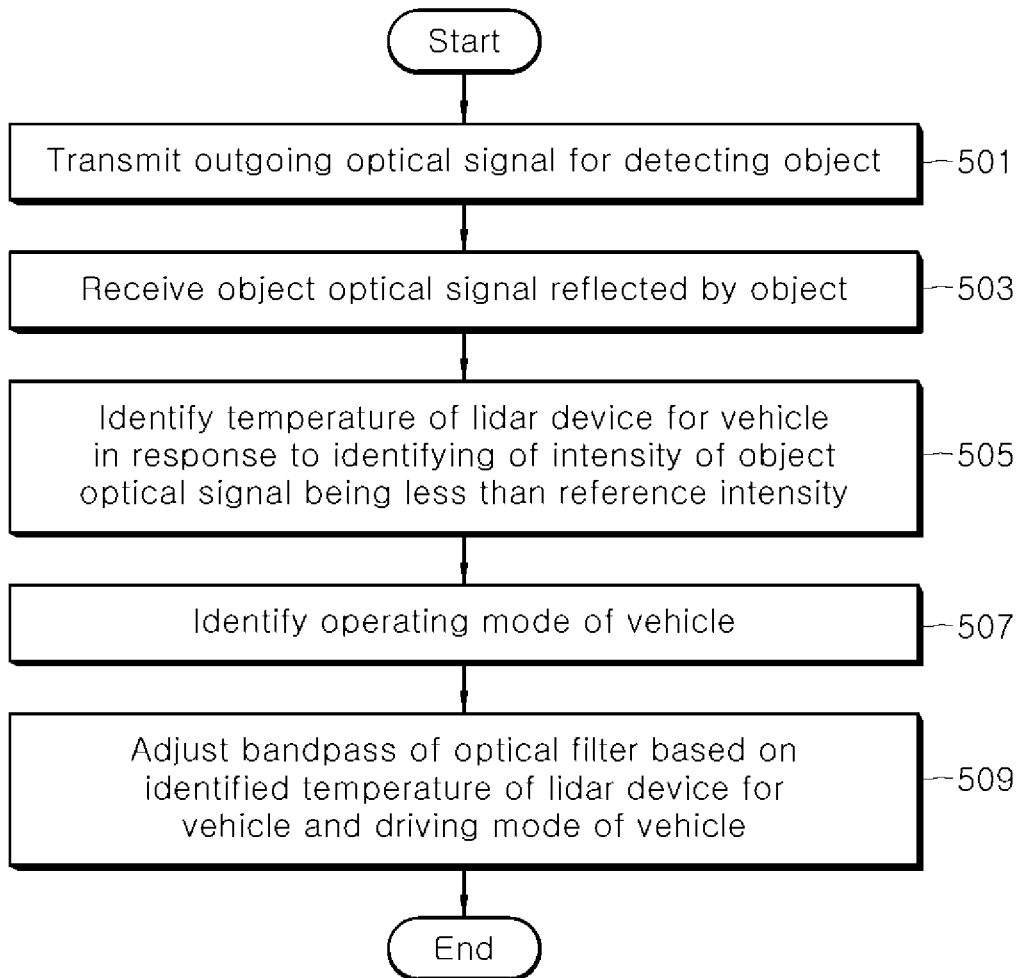 Start
Transmit outgoing optical signal for detecting object
501
Receive object optical signal reflected by object
503
Identify temperature of lidar device for vehicle
in response to identifying of intensity of object
optical signal being less than reference intensity
505
Identify operating mode of vehicle
507
Adjust bandpass of optical filter based on
identified temperature of lidar device for
vehicle and driving mode of vehicle
509
End